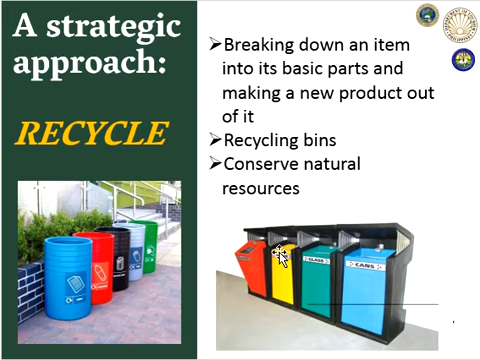 A strategic
approach:
RECYCLE
➢Breaking down an item
into its basic parts and
making a new product out
of it
➢Recycling bins
➢Conserve natural
resources
GLASS
CANS